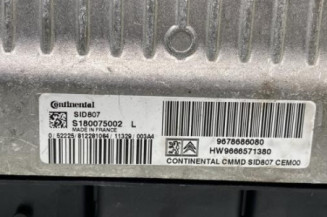 Continental
SID807
S180075002 L
MADE IN FRANCE
9678686080
HW9666571380
CONTINENTAL CMMD SID807 CEM00